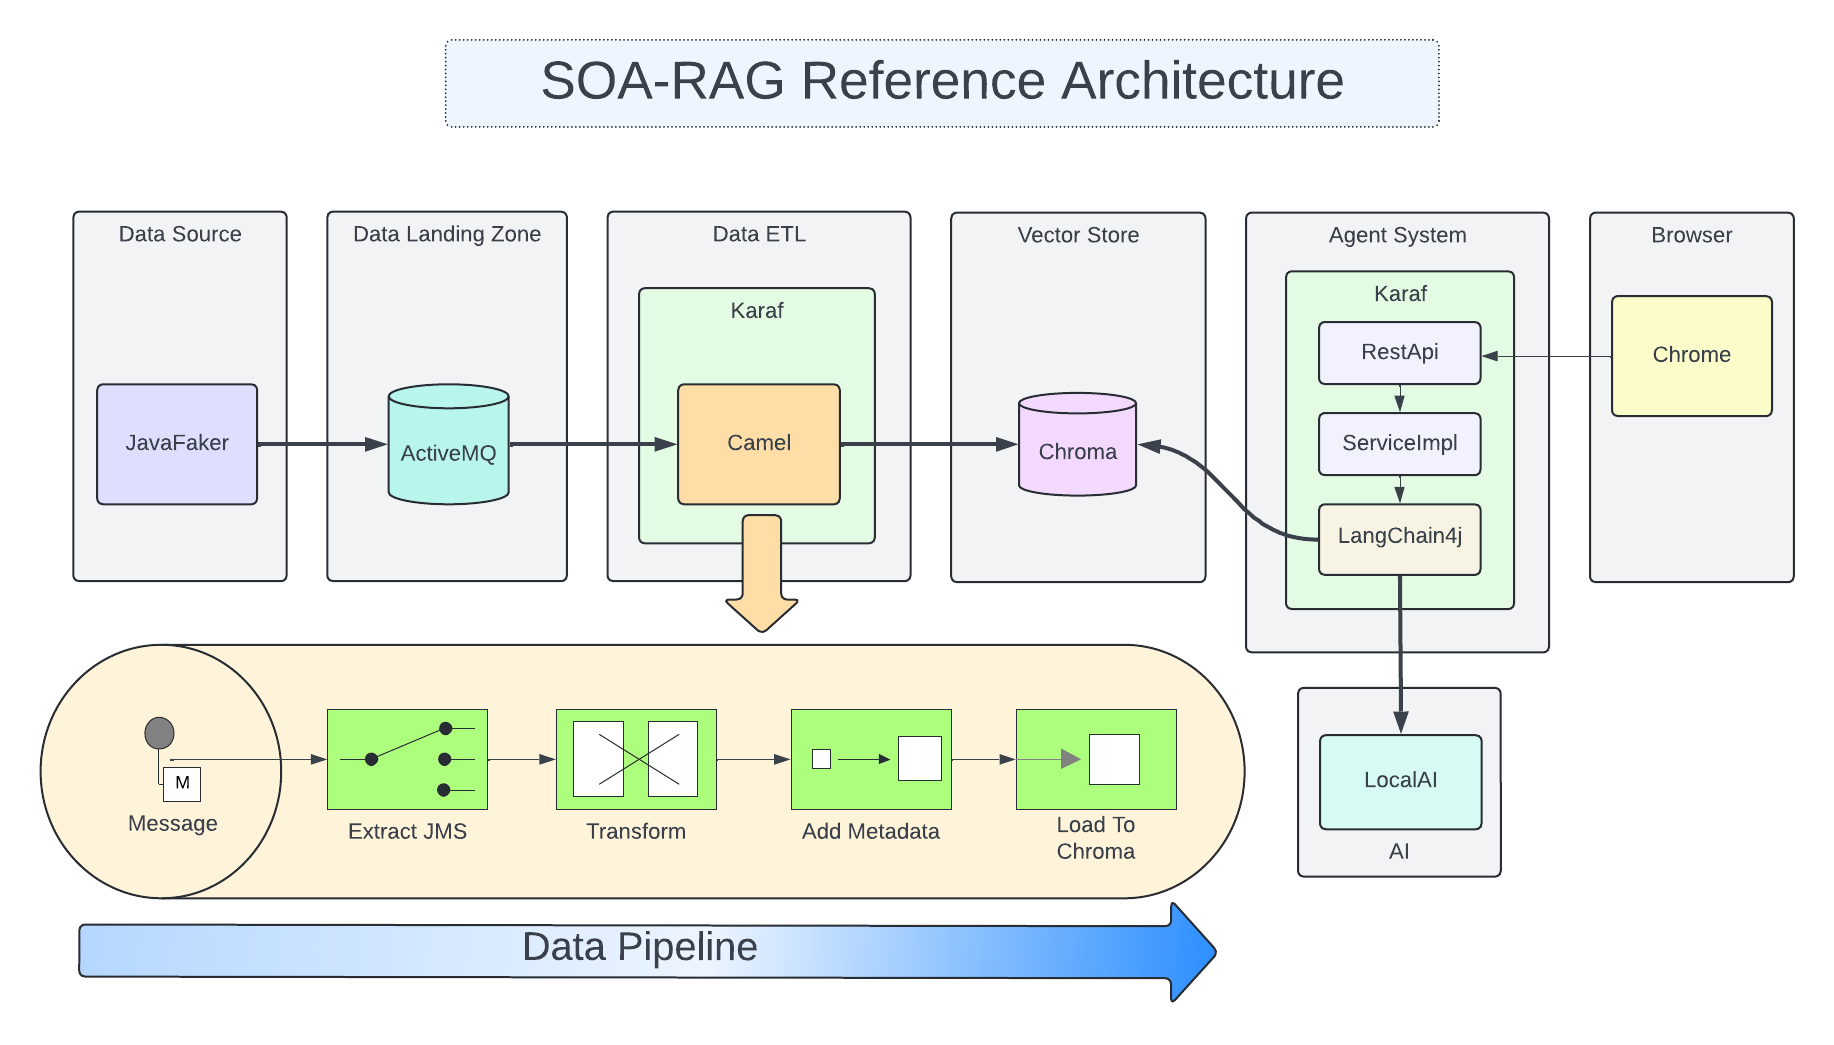 SOA-RAG Reference Architecture
Data Source
JavaFaker
Data Landing Zone
ActiveMQ
Data ETL
Karaf
Camel
Vector Store
Chroma
Agent System
Karaf
RestApi
ServiceImpl
LangChain4j
Browser
Chrome
LocalAI
AI
M
Message
Extract JMS
Transform
Add Metadata
Load To
Chroma
Data Pipeline